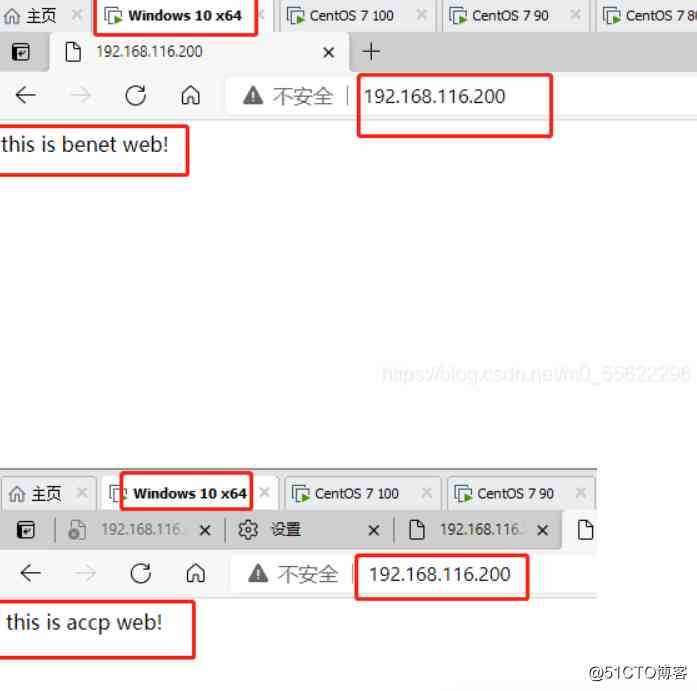 主页 Windows 10 x64 CentOS 7 100 CentOS 7 90 CentOS 7 80
192.168.116.200
不安全 192.168.116.200
this is benet web!
https://blog.csdn.net/m0_55622296
主页 Windows 10 x64 CentOS 7 100 CentOS 7 90
192.168.116. 设置 192.168.116.
不安全 192.168.116.200
this is accp web!
@51CTO博客